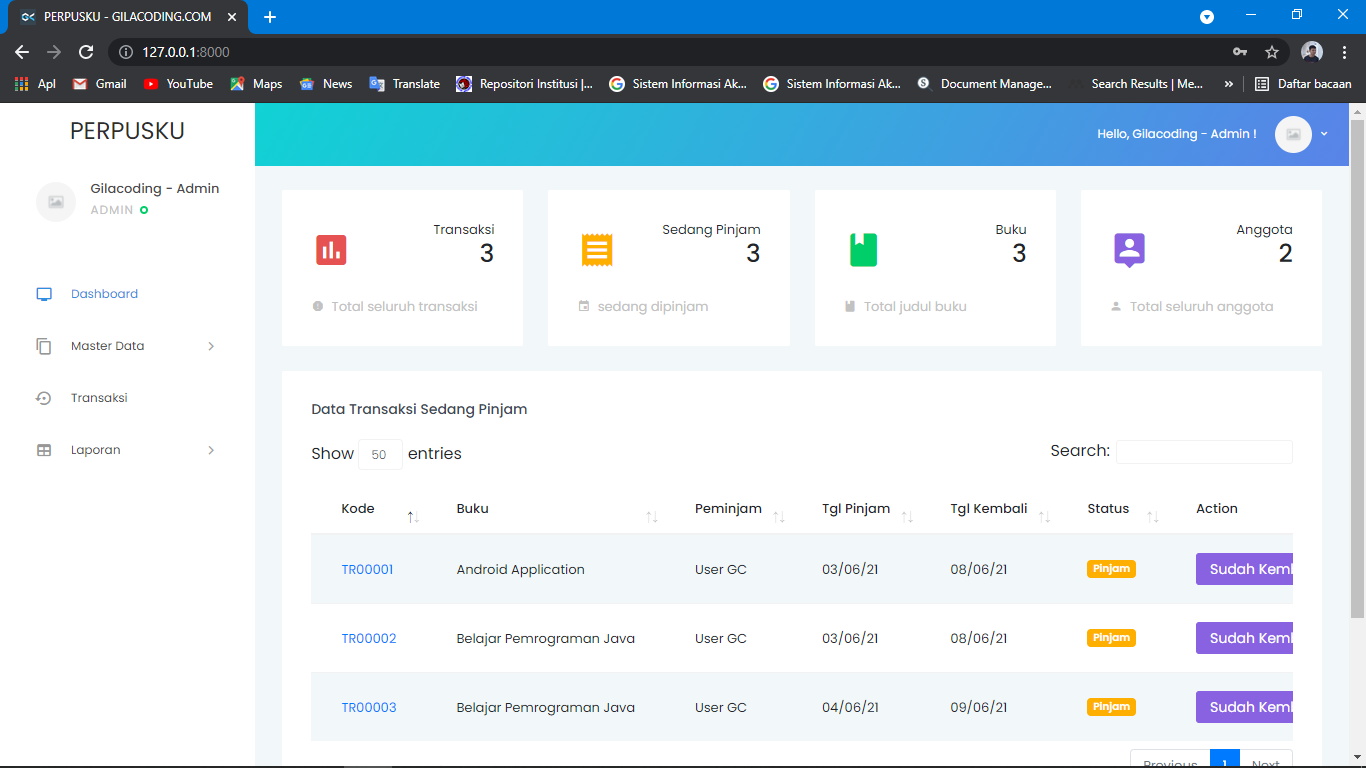 PERPUSKU - GILACODING.COM
127.0.0.1:8000
Apl Gmail YouTube Maps News Translate Repositori Institusi |... Sistem Informasi Ak... Sistem Informasi Ak... Document Manage... Search Results | Me... » Daftar bacaan
PERPUSKU
Hello, Gilacoding - Admin !
Gilacoding - Admin
ADMIN
Dashboard
Master Data
Transaksi
Laporan
Transaksi
3
Total seluruh transaksi
Sedang Pinjam
3
sedang dipinjam
Buku
3
Total judul buku
Anggota
2
Total seluruh anggota
Data Transaksi Sedang Pinjam
Show 50 entries
Search:
Kode Buku Peminjam Tgl Pinjam Tgl Kembali Status Action
TR00001 Android Application User GC 03/06/21 08/06/21 Pinjam Sudah Kem
TR00002 Belajar Pemrograman Java User GC 03/06/21 08/06/21 Pinjam Sudah Kem
TR00003 Belajar Pemrograman Java User GC 04/06/21 09/06/21 Pinjam Sudah Kem
Previous 1 Next